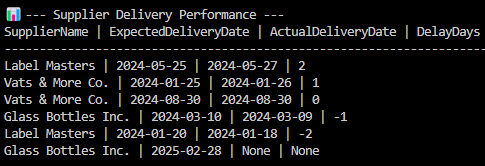 📊 --- Supplier Delivery Performance ---
SupplierName | ExpectedDeliveryDate | ActualDeliveryDate | DelayDays
--------------------------------------------------------------------------------
Label Masters | 2024-05-25 | 2024-05-27 | 2
Vats & More Co. | 2024-01-25 | 2024-01-26 | 1
Vats & More Co. | 2024-08-30 | 2024-08-30 | 0
Glass Bottles Inc. | 2024-03-10 | 2024-03-09 | -1
Label Masters | 2024-01-20 | 2024-01-18 | -2
Glass Bottles Inc. | 2025-02-28 | None | None